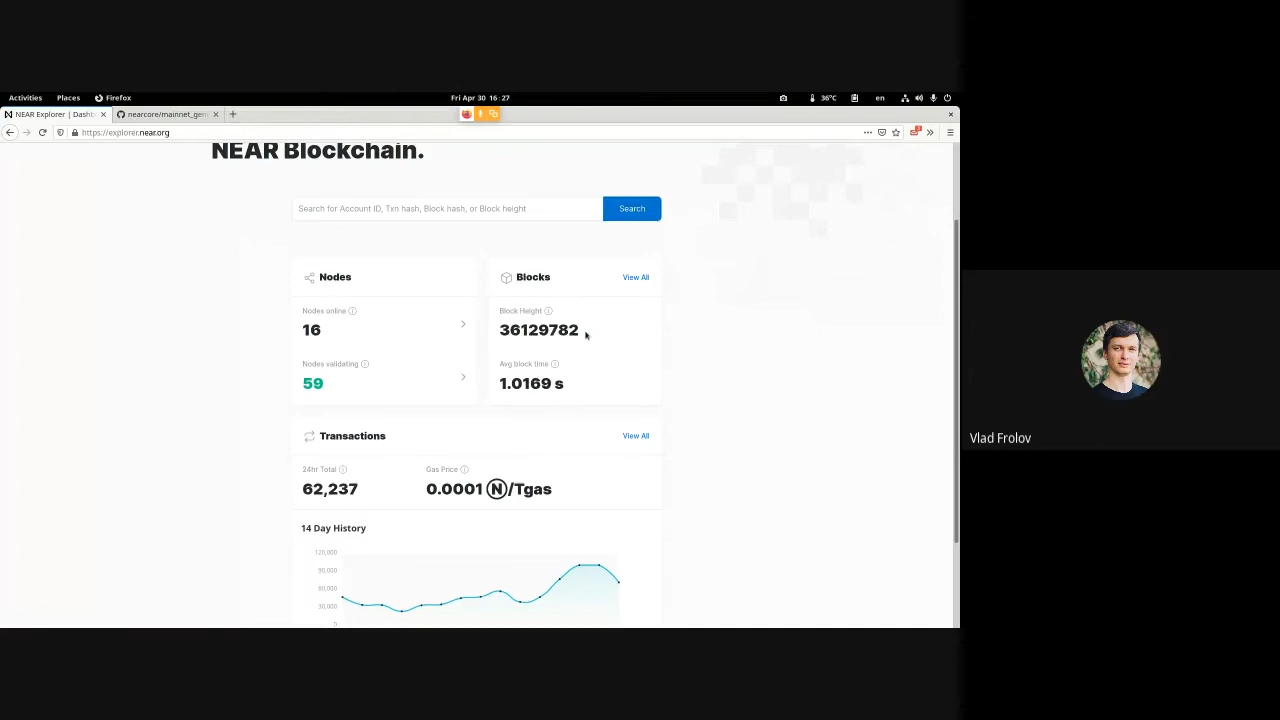 Activities Places Firefox Fri Apr 30 16:27 36°C en
NEAR Explorer | Dashb nearcore/mainnet_gen
https://explorer.near.org
NEAR Blockchain.
Search for Account ID, Txn hash, Block hash, or Block height Search
Nodes
Nodes online
16
Nodes validating
59
Blocks View All
Block Height
36129782
Avg block time
1.0169 s
Transactions View All
24hr Total
62,237
Gas Price
0.0001 Ⓝ/Tgas
14 Day History
120,000
90,000
60,000
30,000
0
Vlad Frolov